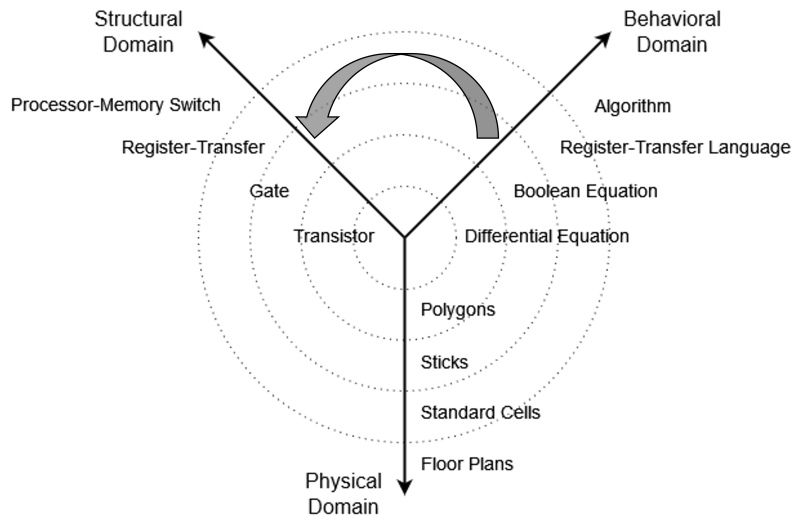 Structural
Domain
Behavioral
Domain
Processor-Memory Switch
Algorithm
Register-Transfer
Register-Transfer Language
Gate
Boolean Equation
Transistor
Differential Equation
Polygons
Sticks
Standard Cells
Floor Plans
Physical
Domain